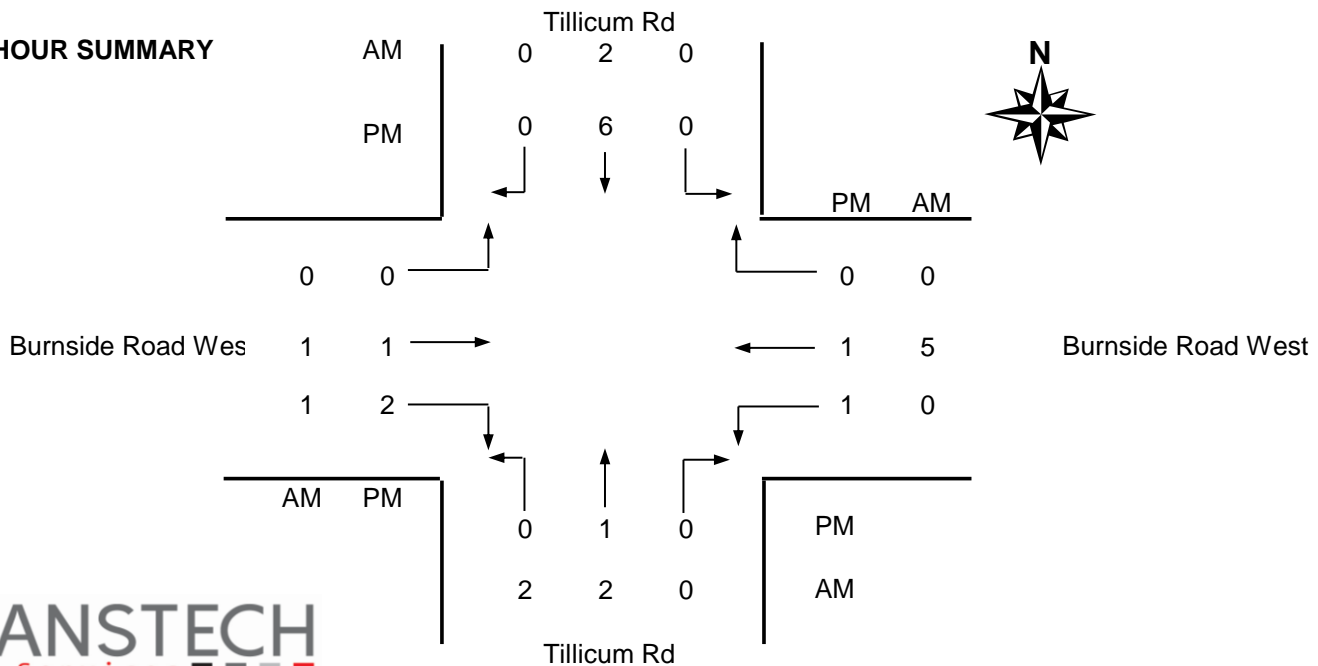 Tillicum Rd
HOUR SUMMARY AM 0 2 0
N
PM 0 6 0
PM AM
0 0 0 0
Burnside Road Wes 1 1 1 5 Burnside Road West
1 2 1 0
AM PM
0 1 0 PM
2 2 0 AM
ANSTECH
Tillicum Rd